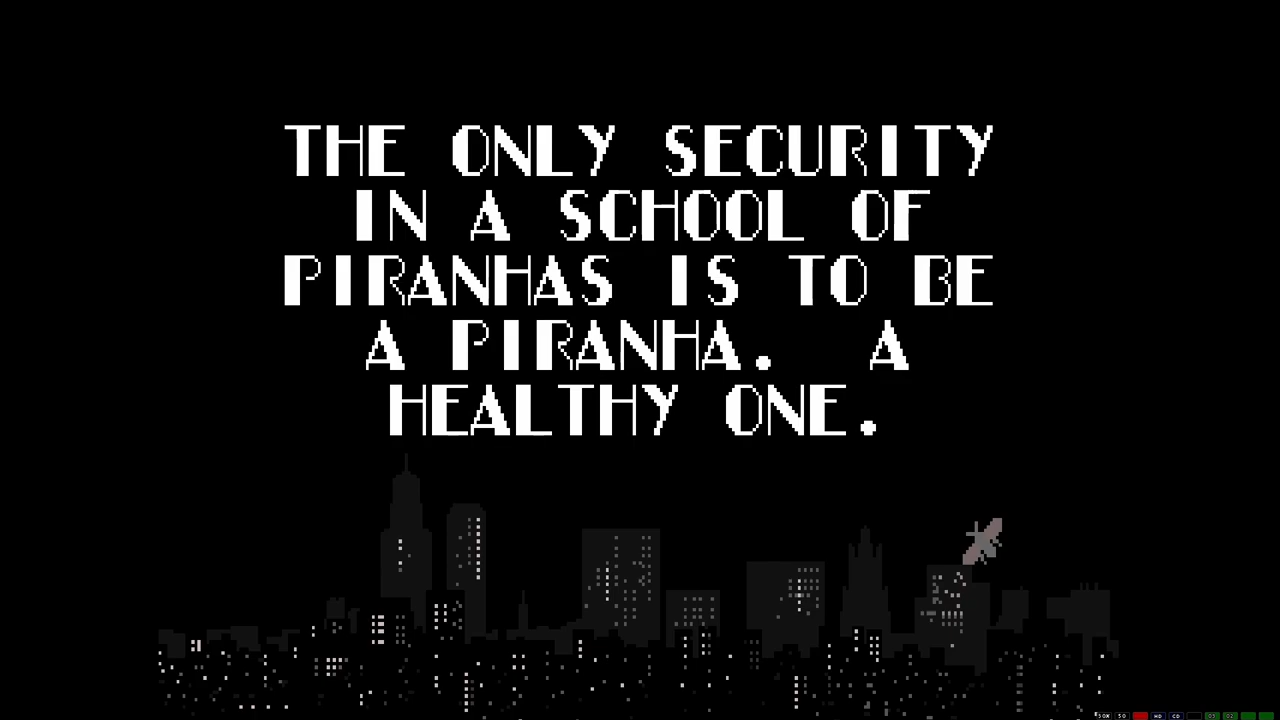 THE ONLY SECURITY
IN A SCHOOL OF
PIRANHAS IS TO BE
A PIRANHA. A
HEALTHY ONE.